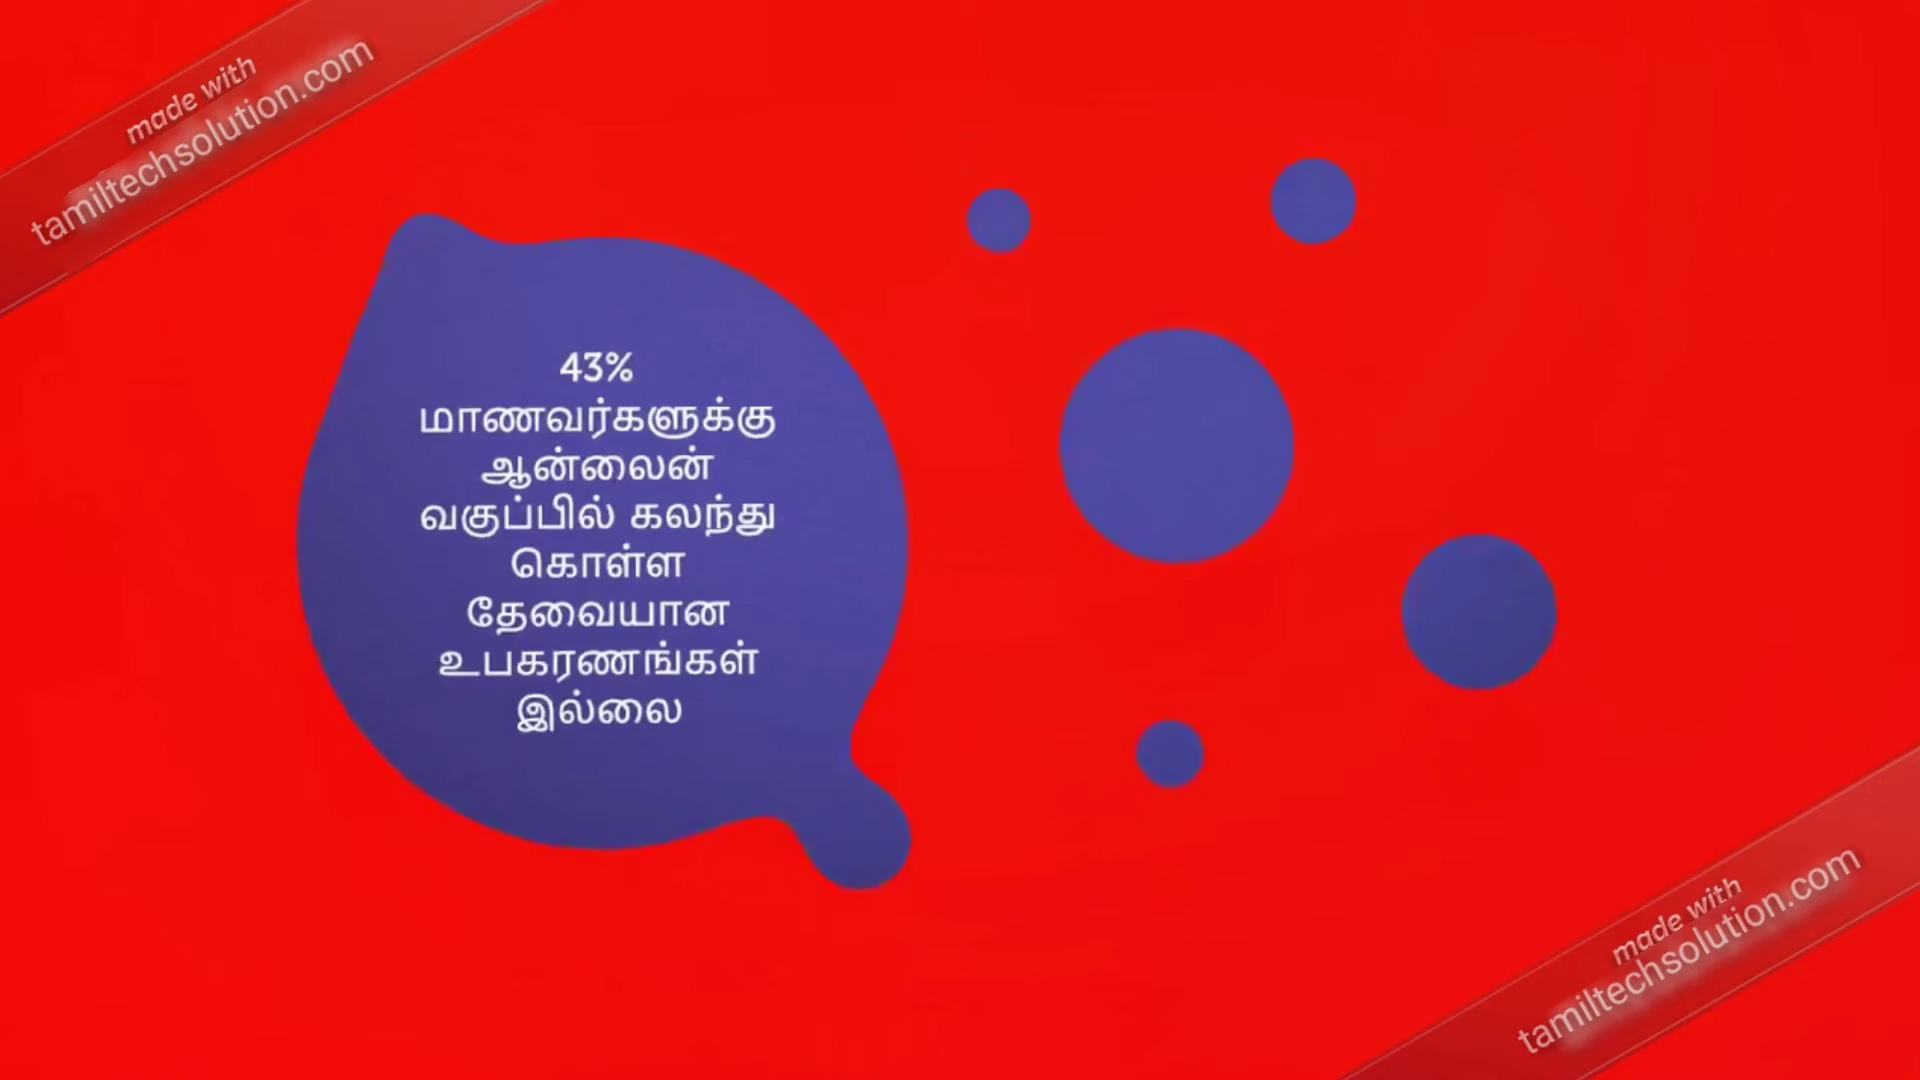 made with
tamiltechsolution.com
43%
மாணவர்களுக்கு
ஆன்லைன்
வகுப்பில் கலந்து
கொள்ள
தேவையான
உபகரணங்கள்
இல்லை
made with
tamiltechsolution.com